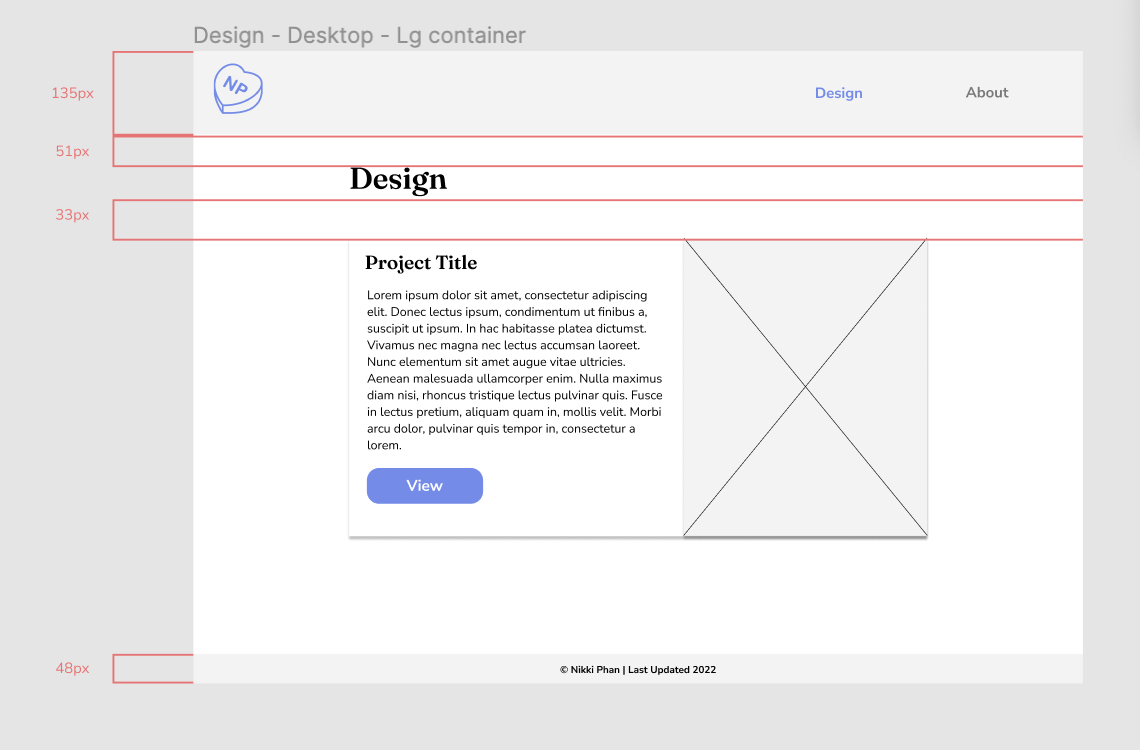 Design - Desktop - Lg container
135px
NP
Design
About
51px
Design
33px
Project Title
Lorem ipsum dolor sit amet, consectetur adipiscing
elit. Donec lectus ipsum, condimentum ut finibus a,
suscipit ut ipsum. In hac habitasse platea dictumst.
Vivamus nec magna nec lectus accumsan laoreet.
Nunc elementum sit amet augue vitae ultricies.
Aenean malesuada ullamcorper enim. Nulla maximus
diam nisi, rhoncus tristique lectus pulvinar quis. Fusce
in lectus pretium, aliquam quam in, mollis velit. Morbi
arcu dolor, pulvinar quis tempor in, consectetur a
lorem.
View
48px
© Nikki Phan | Last Updated 2022